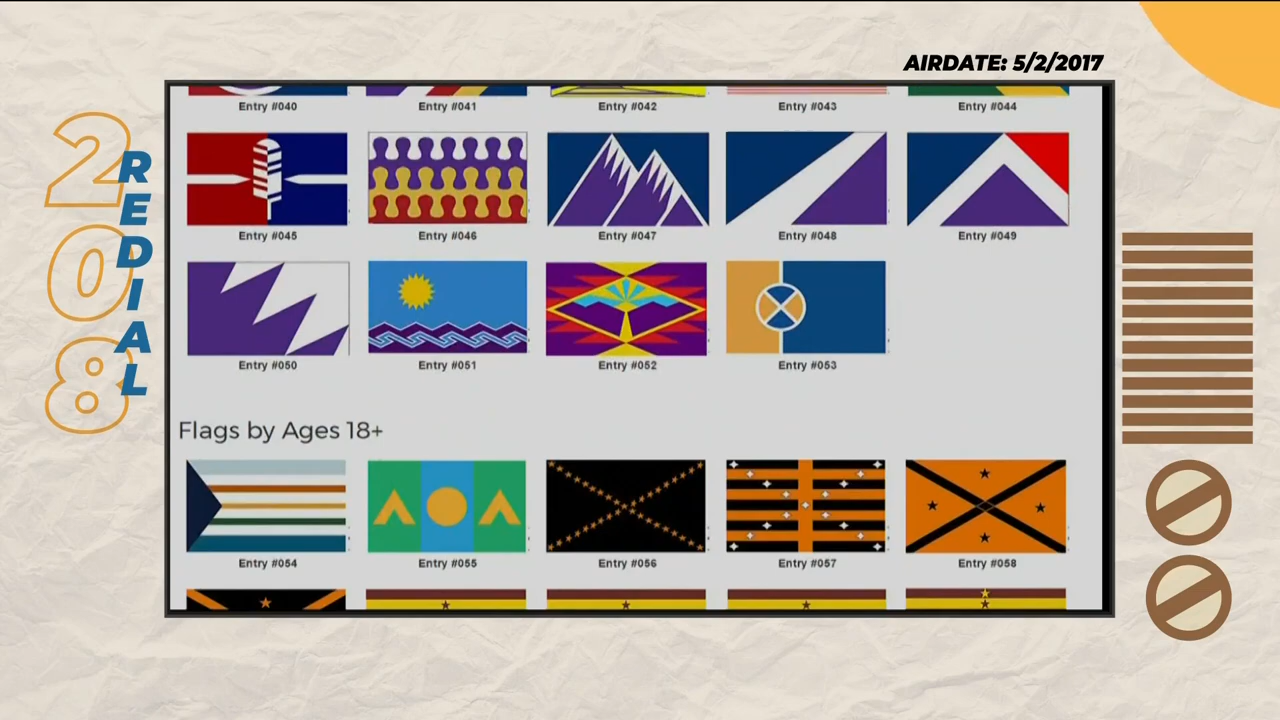 AIRDATE: 5/2/2017
208
REDIAL
Entry #040 Entry #041 Entry #042 Entry #043 Entry #044
Entry #045 Entry #046 Entry #047 Entry #048 Entry #049
Entry #050 Entry #051 Entry #052 Entry #053
Flags by Ages 18+
Entry #054 Entry #055 Entry #056 Entry #057 Entry #058